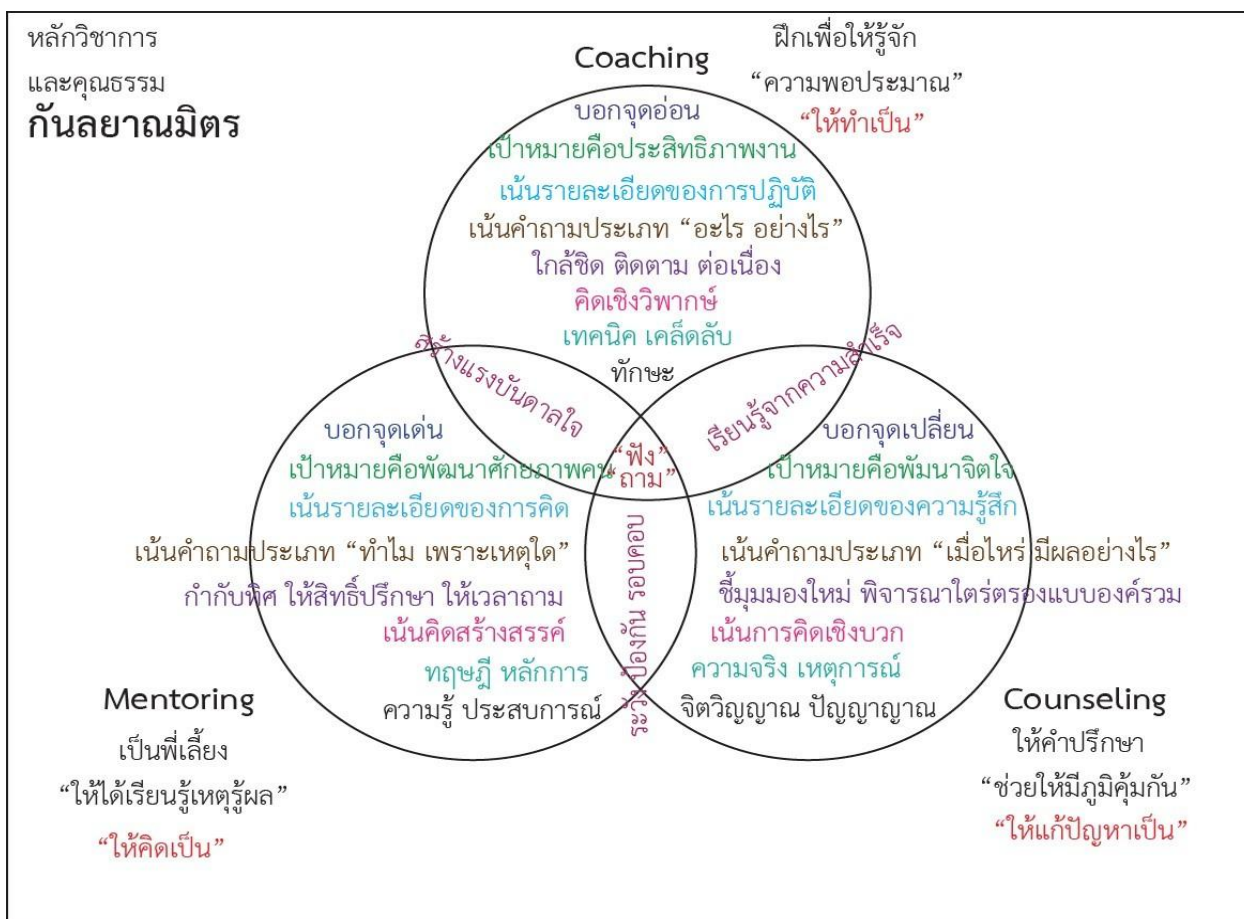 หลักวิชาการ
และคุณธรรม
กันลยาณมิตร
Coaching
ฝึกเพื่อให้รู้จัก
“ความพอประมาณ”
“ให้ทำเป็น”
บอกจุดอ่อน
เป้าหมายคือประสิทธิภาพงาน
เน้นรายละเอียดของการปฏิบัติ
เน้นคำถามประเภท “อะไร อย่างไร”
ใกล้ชิด ติดตาม ต่อเนื่อง
คิดเชิงวิพากษ์
เทคนิค เคล็ดลับ
ทักษะ
สร้างแรงบันดาลใจ
เรียนรู้จากความสำเร็จ
“ฟัง”
“ถาม”
ระวัง ป้องกัน รอบคอบ
บอกจุดเด่น
เป้าหมายคือพัฒนาศักยภาพคน
เน้นรายละเอียดของการคิด
เน้นคำถามประเภท “ทำไม เพราะเหตุใด”
กำกับทิศ ให้สิทธิ์ปรึกษา ให้เวลาถาม
เน้นคิดสร้างสรรค์
ทฤษฎี หลักการ
ความรู้ ประสบการณ์
Mentoring
เป็นพี่เลี้ยง
“ให้ได้เรียนรู้เหตุรู้ผล”
“ให้คิดเป็น”
บอกจุดเปลี่ยน
เป้าหมายคือพัมนาจิตใจ
เน้นรายละเอียดของความรู้สึก
เน้นคำถามประเภท “เมื่อไหร่ มีผลอย่างไร”
ชี้มุมมองใหม่ พิจารณาใตร่ตรองแบบองค์รวม
เน้นการคิดเชิงบวก
ความจริง เหตุการณ์
จิตวิญญาณ ปัญญาญาณ
Counseling
ให้คำปรึกษา
“ช่วยให้มีภูมิคุ้มกัน”
“ให้แก้ปัญหาเป็น”